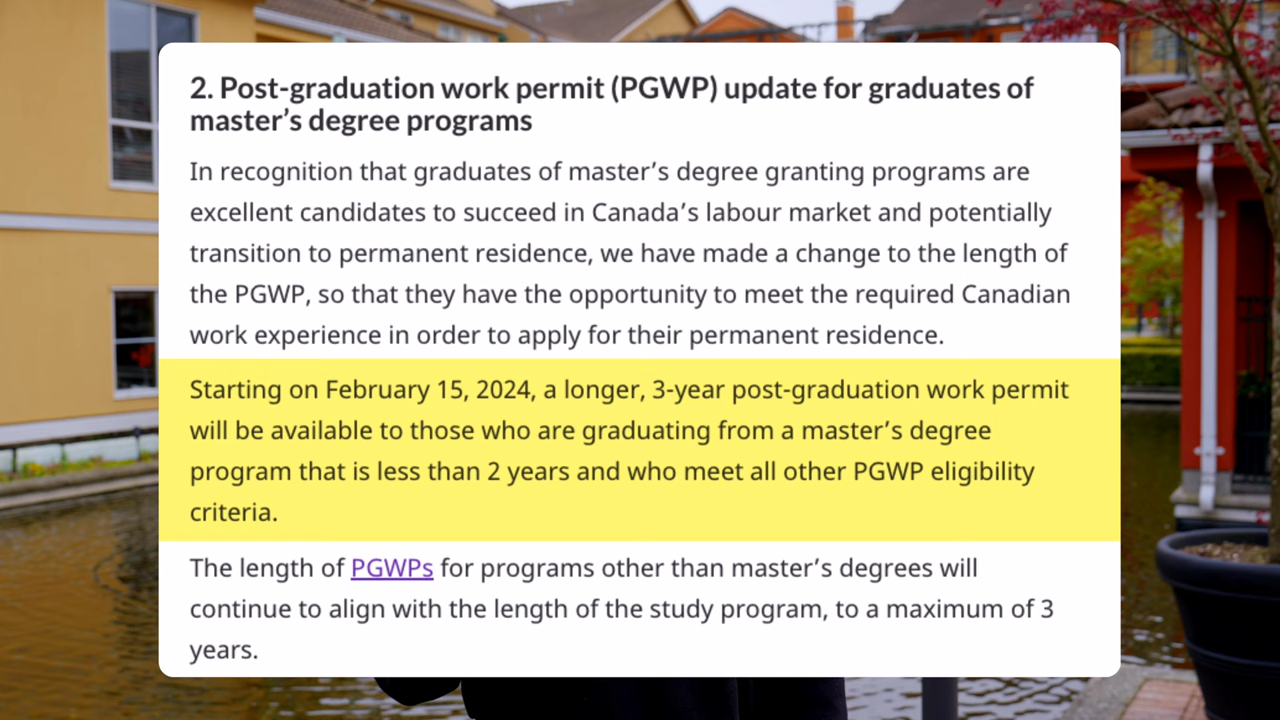 2. Post-graduation work permit (PGWP) update for graduates of
master’s degree programs
In recognition that graduates of master’s degree granting programs are
excellent candidates to succeed in Canada’s labour market and potentially
transition to permanent residence, we have made a change to the length of
the PGWP, so that they have the opportunity to meet the required Canadian
work experience in order to apply for their permanent residence.
Starting on February 15, 2024, a longer, 3-year post-graduation work permit
will be available to those who are graduating from a master’s degree
program that is less than 2 years and who meet all other PGWP eligibility
criteria.
The length of PGWPs for programs other than master’s degrees will
continue to align with the length of the study program, to a maximum of 3
years.